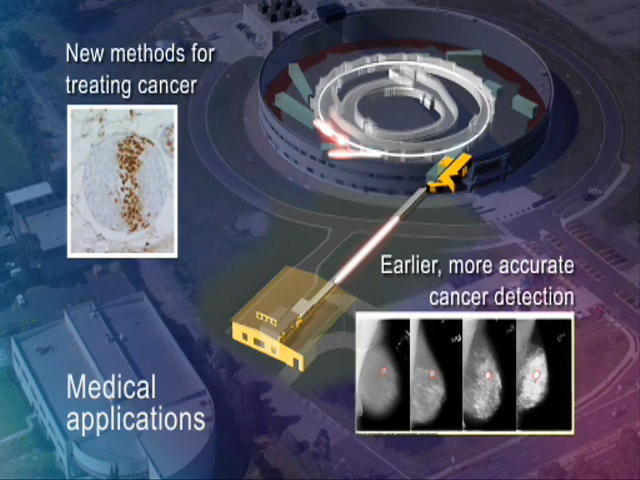 New methods for
treating cancer
Earlier, more accurate
cancer detection
Medical
applications